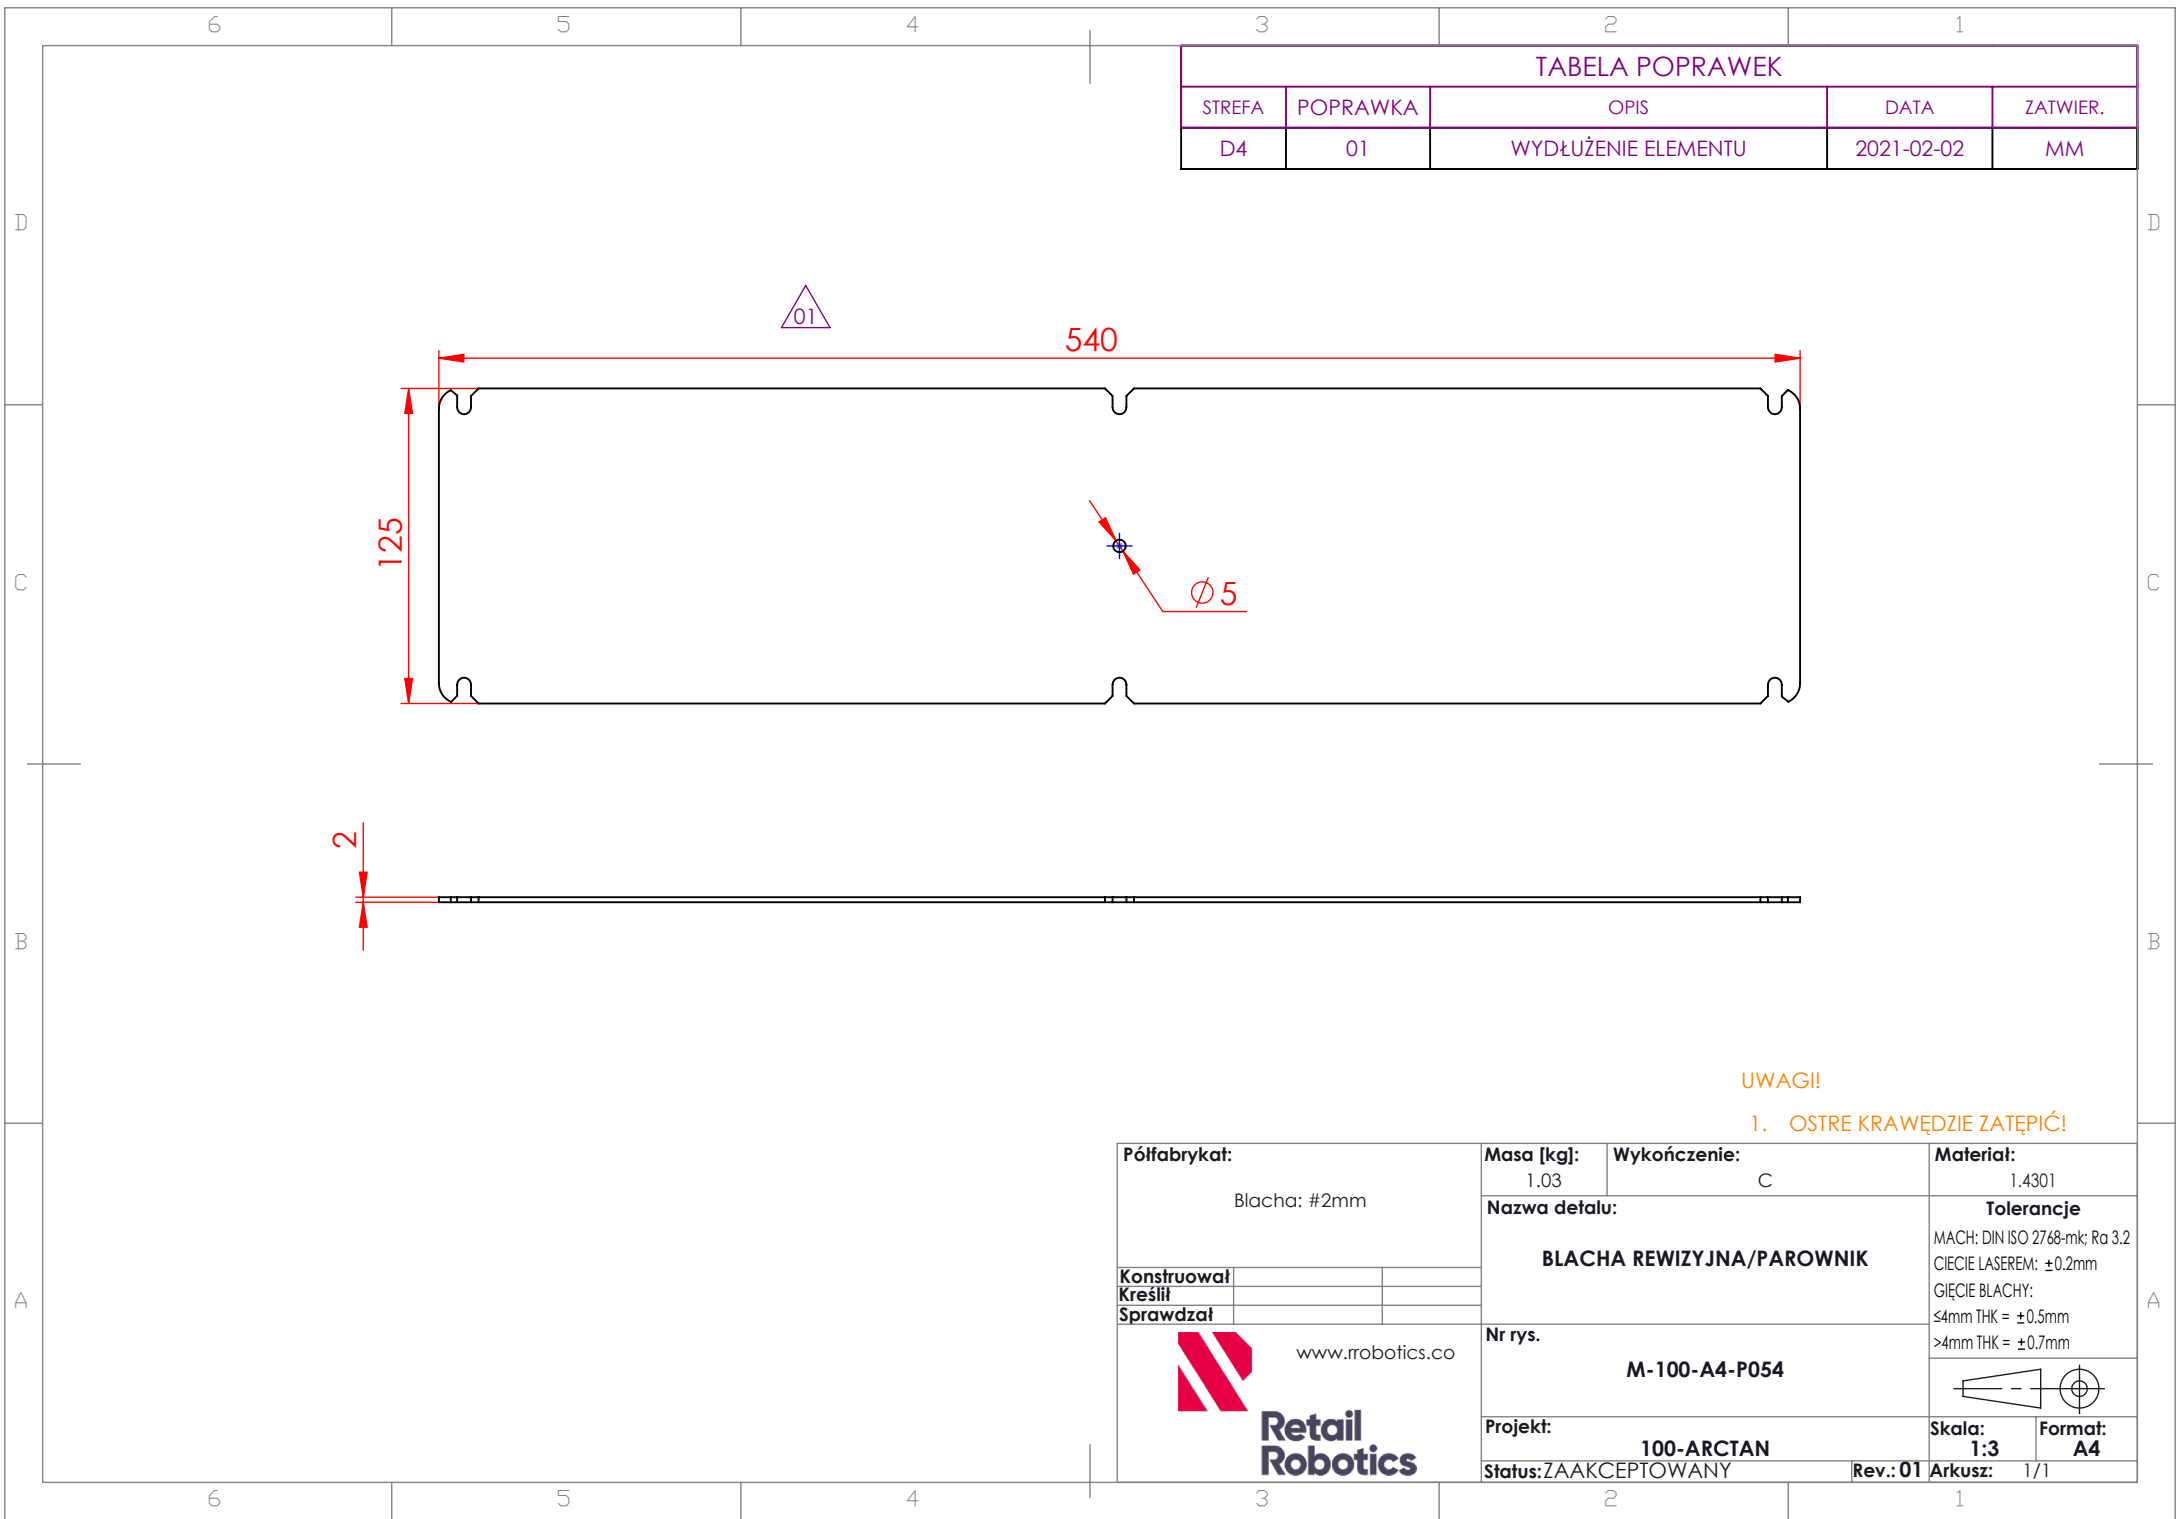 6 5 4 3 2 1
TABELA POPRAWEK
STREFA POPRAWKA OPIS DATA ZATWIER.
D4 01 WYDŁUŻENIE ELEMENTU 2021-02-02 MM
D D
01
540
125
C C
Ø 5
2
B B
UWAGI!
1. OSTRE KRAWĘDZIE ZATĘPIĆ!
Półfabrykat:
Blacha: #2mm
Masa [kg]:
1.03
Wykończenie:
C
Materiał:
1.4301
Nazwa detalu:
BLACHA REWIZYJNA/PAROWNIK
Tolerancje
MACH: DIN ISO 2768-mk; Ra 3.2
CIECIE LASEREM: ±0.2mm
GIĘCIE BLACHY:
≤4mm THK = ±0.5mm
>4mm THK = ±0.7mm
Konstruował
Kreślił
Sprawdzał
A A
www.rrobotics.co
Retail
Robotics
Nr rys.
M-100-A4-P054
Projekt:
100-ARCTAN
Skala:
1:3
Format:
A4
Status: ZAAKCEPTOWANY Rev.: 01 Arkusz: 1/1
6 5 4 3 2 1